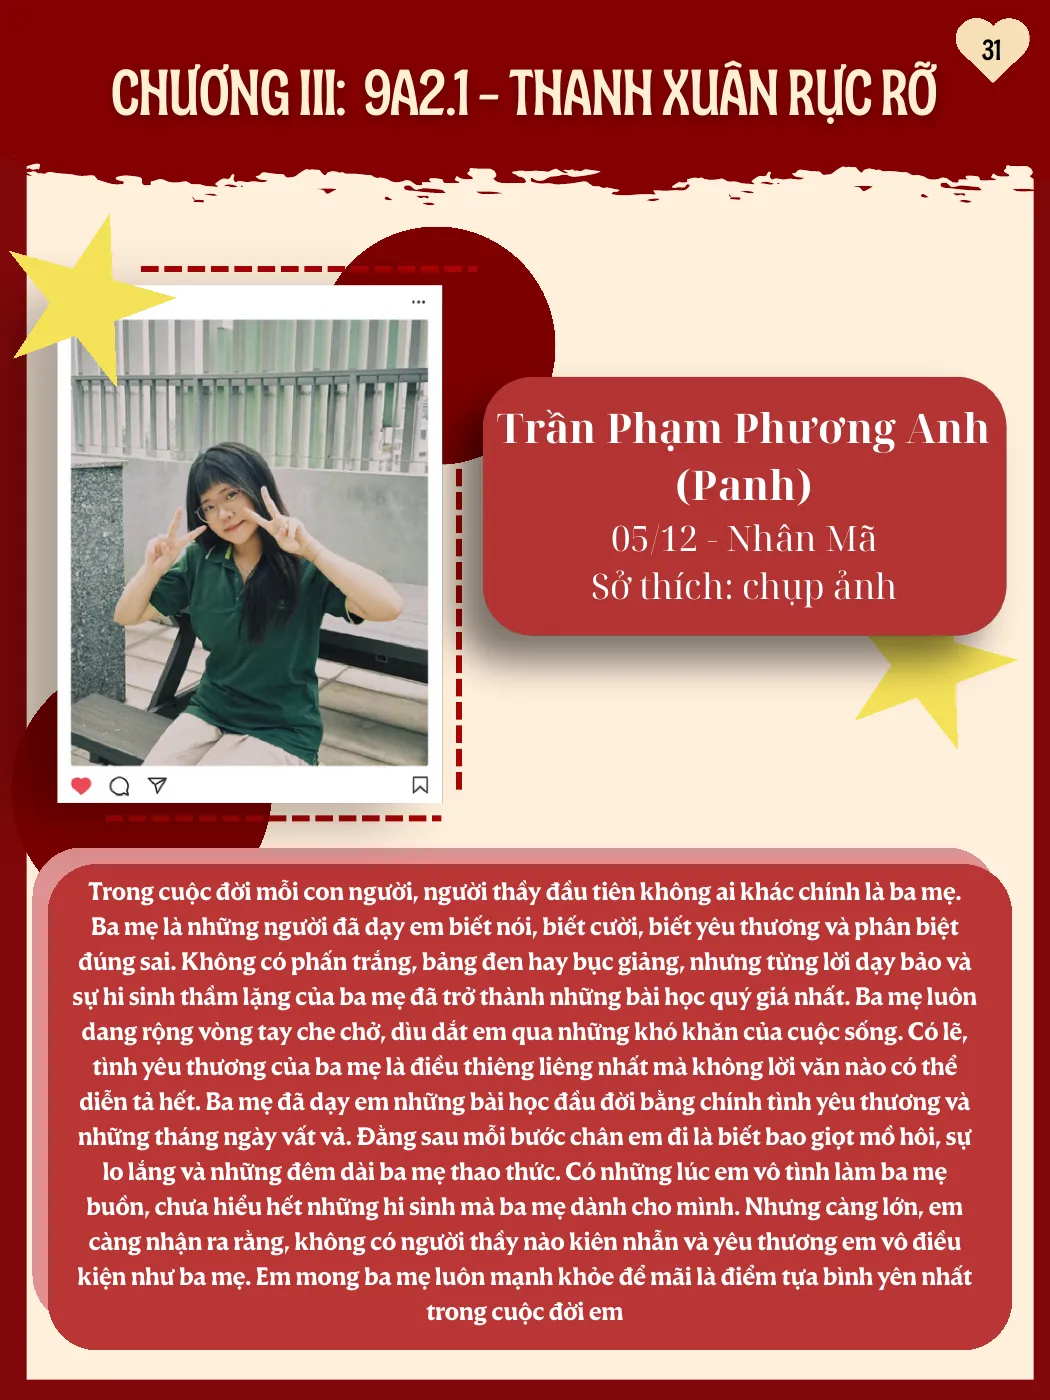 31
CHƯƠNG III: 9A2.1 - THANH XUÂN RỰC RỠ
Trần Phạm Phương Anh
(Panh)
05/12 - Nhân Mã
Sở thích: chụp ảnh
Trong cuộc đời mỗi con người, người thầy đầu tiên không ai khác chính là ba mẹ.
Ba mẹ là những người đã dạy em biết nói, biết cười, biết yêu thương và phân biệt
đúng sai. Không có phấn trắng, bảng đen hay bục giảng, nhưng từng lời dạy bảo và
sự hi sinh thầm lặng của ba mẹ đã trở thành những bài học quý giá nhất. Ba mẹ luôn
dang rộng vòng tay che chở, dìu dắt em qua những khó khăn của cuộc sống. Có lẽ,
tình yêu thương của ba mẹ là điều thiêng liêng nhất mà không lời văn nào có thể
diễn tả hết. Ba mẹ đã dạy em những bài học đầu đời bằng chính tình yêu thương và
những tháng ngày vất vả. Đằng sau mỗi bước chân em đi là biết bao giọt mồ hôi, sự
lo lắng và những đêm dài ba mẹ thao thức. Có những lúc em vô tình làm ba mẹ
buồn, chưa hiểu hết những hi sinh mà ba mẹ dành cho mình. Nhưng càng lớn, em
càng nhận ra rằng, không có người thầy nào kiên nhẫn và yêu thương em vô điều
kiện như ba mẹ. Em mong ba mẹ luôn mạnh khỏe để mãi là điểm tựa bình yên nhất
trong cuộc đời em